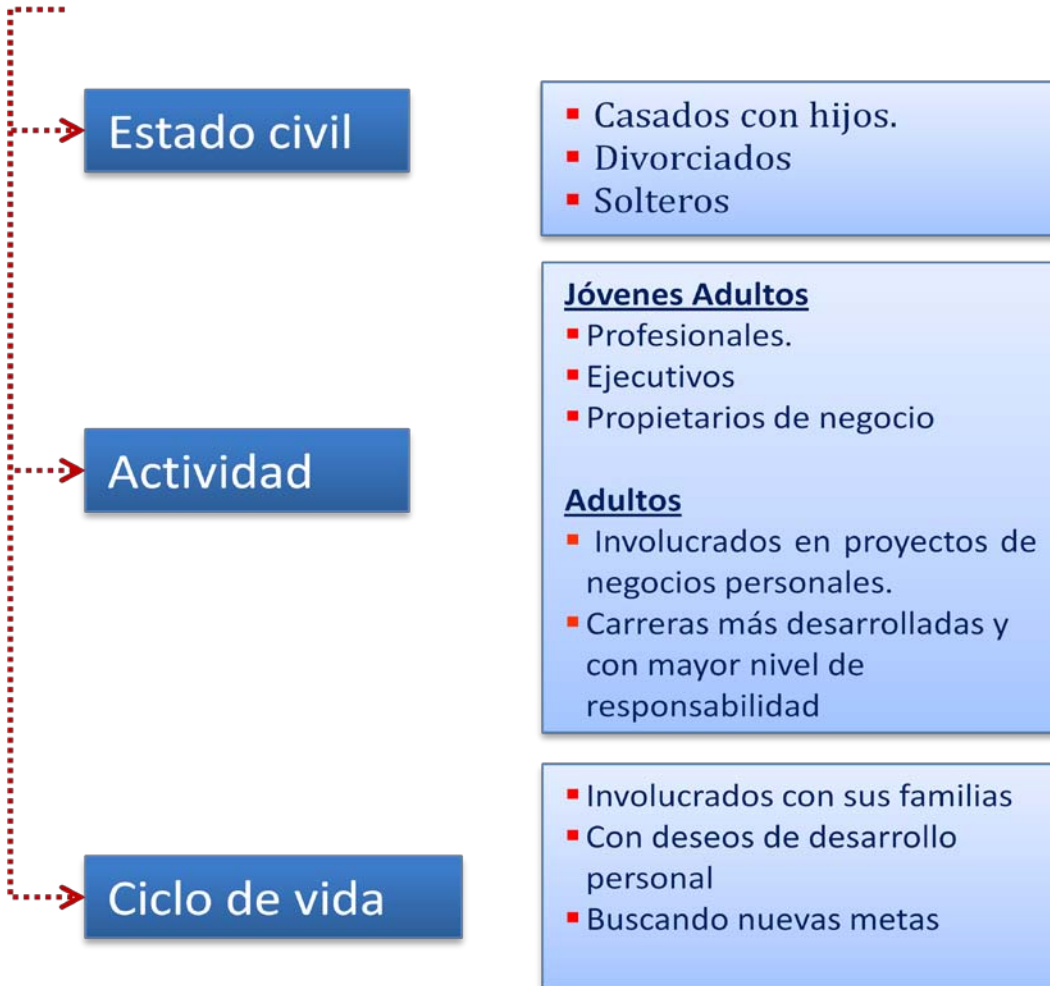 Estado civil
▪ Casados con hijos.
▪ Divorciados
▪ Solteros
Actividad
Jóvenes Adultos
▪ Profesionales.
▪ Ejecutivos
▪ Propietarios de negocio
Adultos
▪ Involucrados en proyectos de
negocios personales.
▪ Carreras más desarrolladas y
con mayor nivel de
responsabilidad
Ciclo de vida
▪ Involucrados con sus familias
▪ Con deseos de desarrollo
personal
▪ Buscando nuevas metas